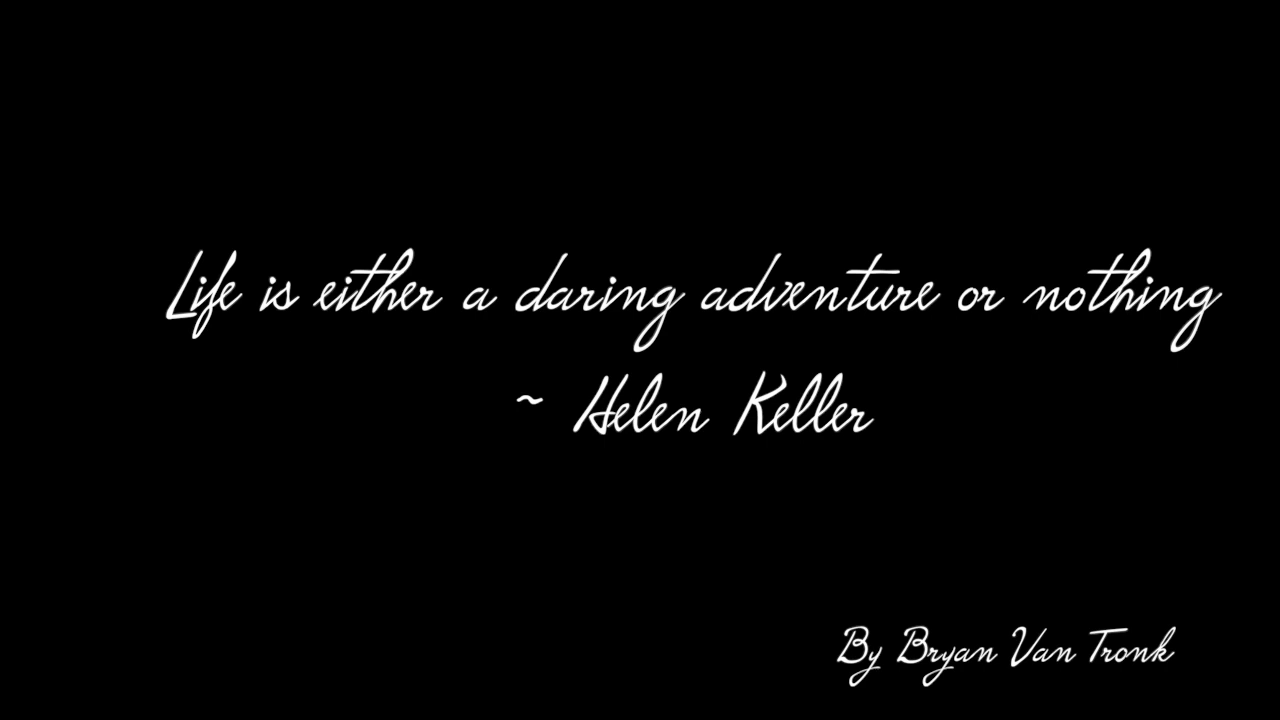 Life is either a daring adventure or nothing
~ Helen Keller
By Bryan Van Tronk